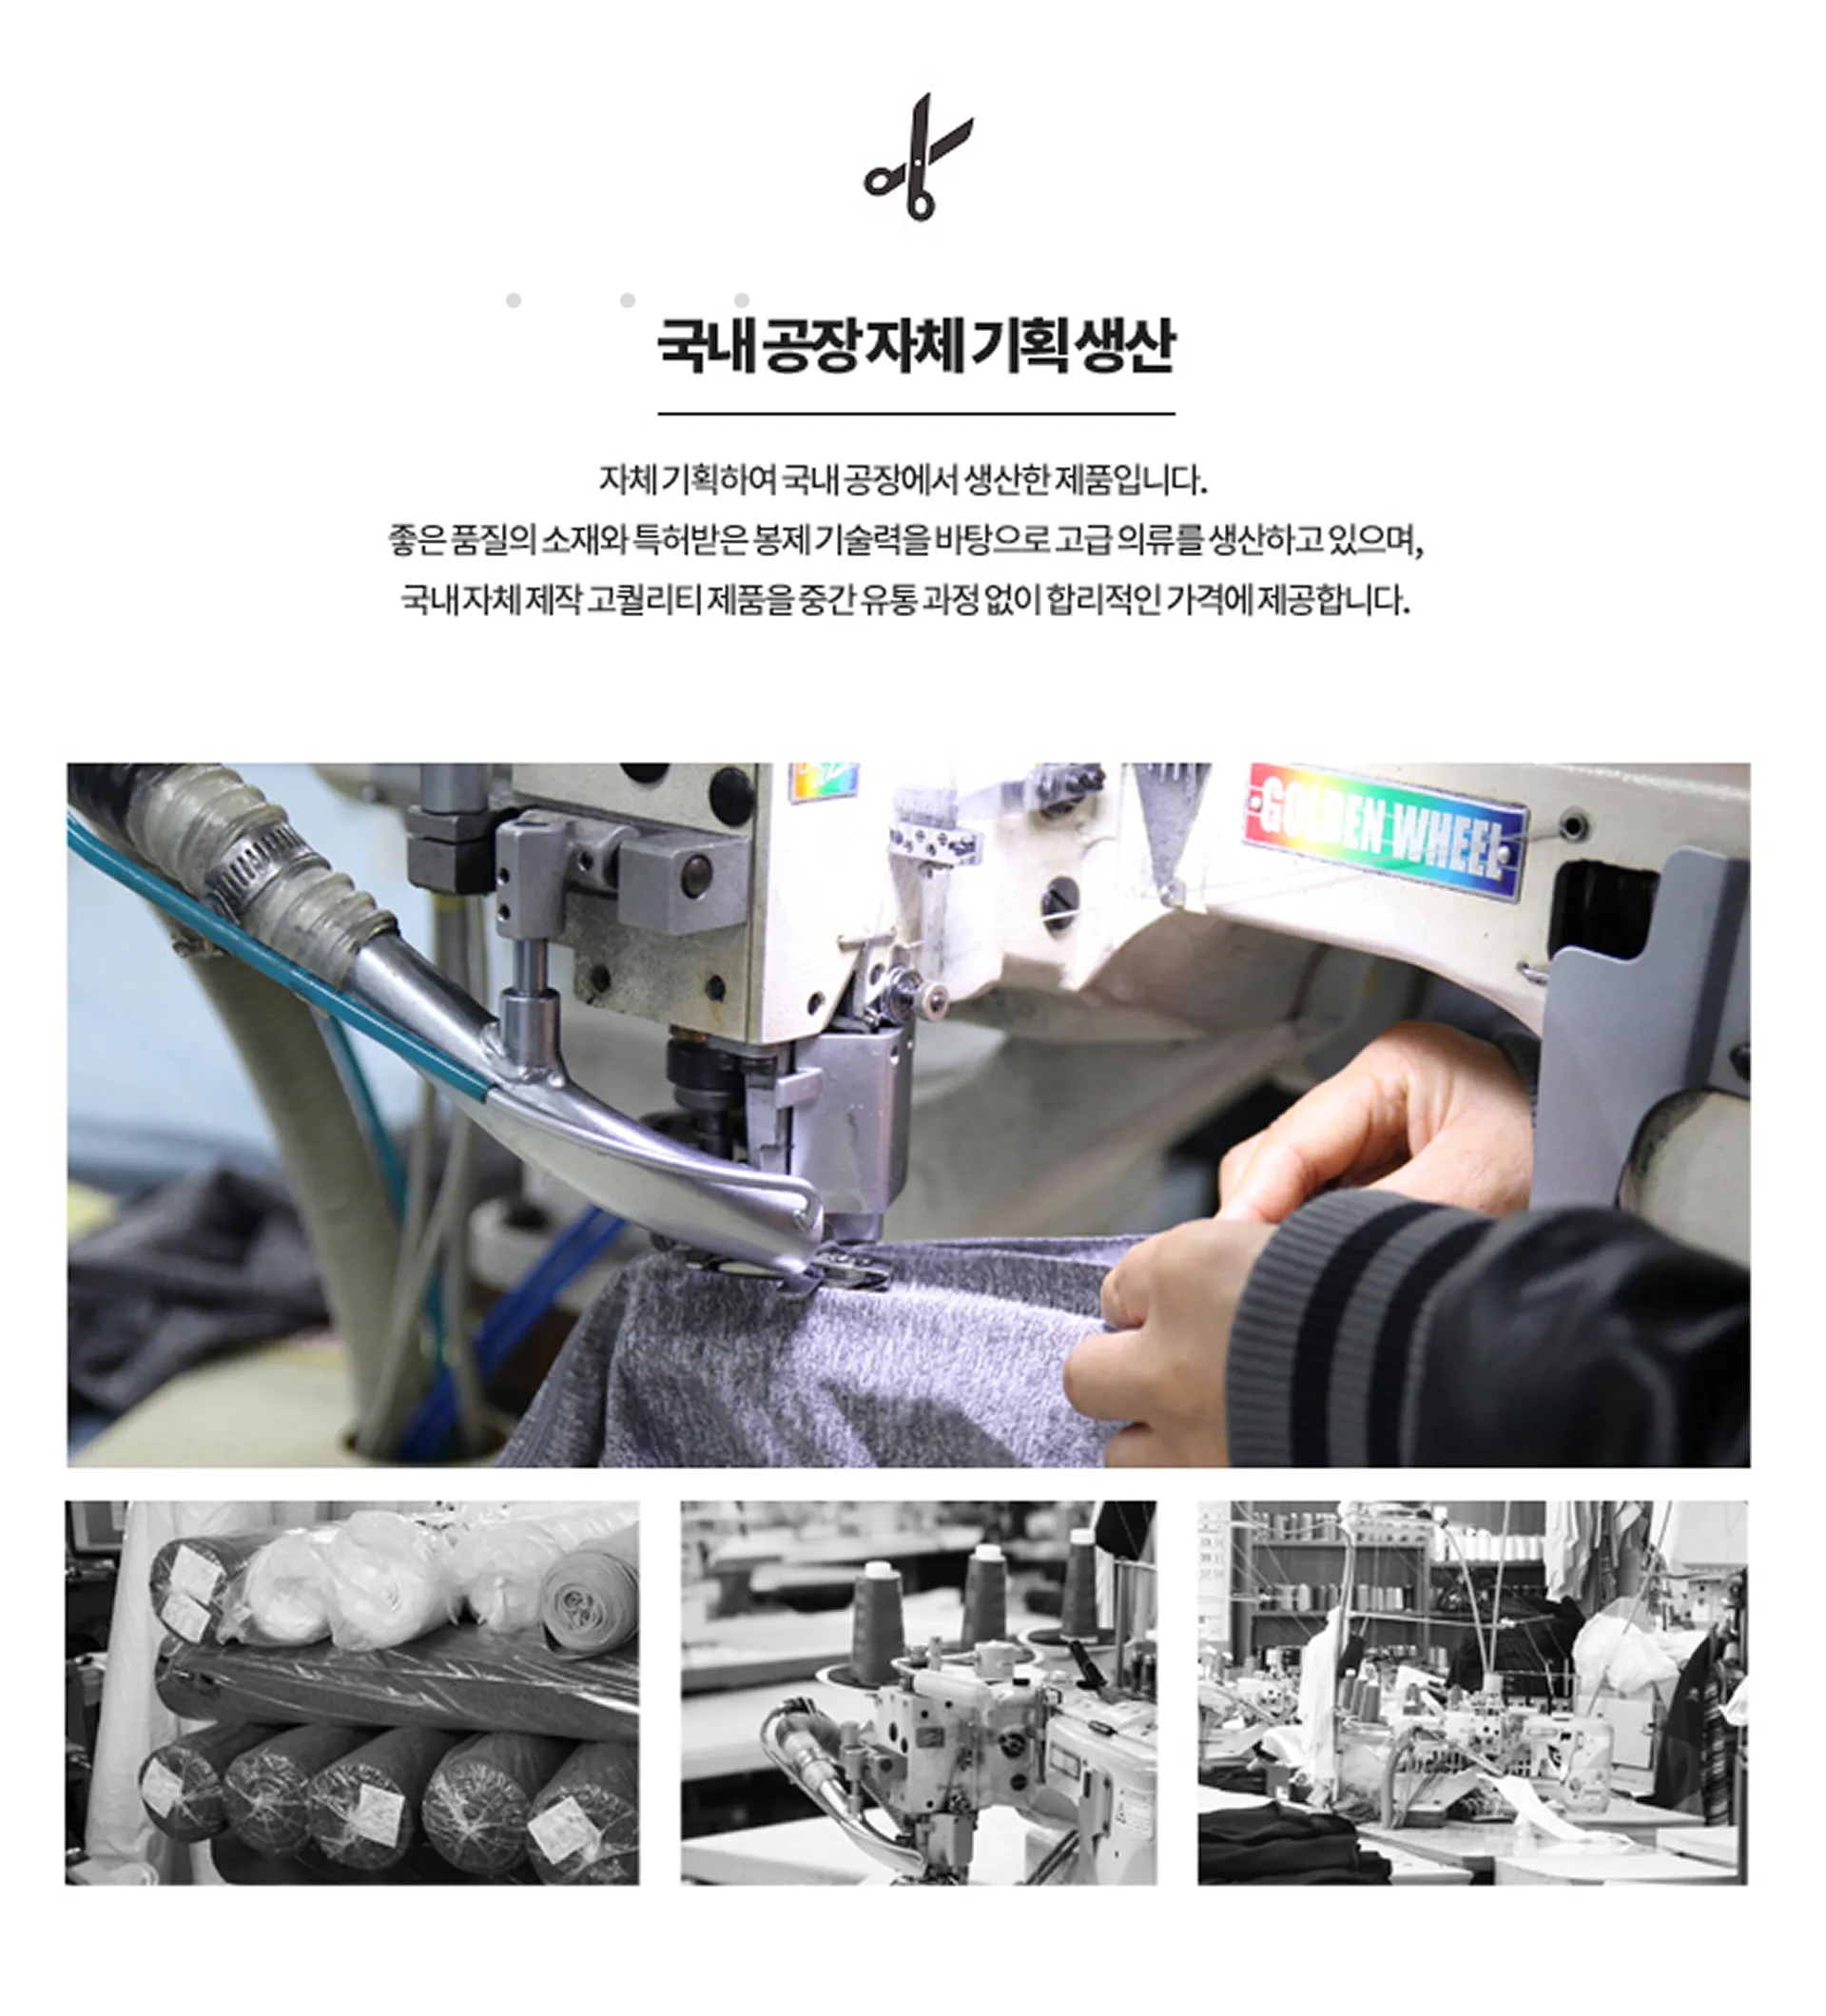 국내 공장 자체 기획 생산
자체 기획하여 국내 공장에서 생산한 제품입니다.
좋은 품질의 소재와 특허받은 봉제 기술력을 바탕으로 고급 의류를 생산하고 있으며,
국내 자체 제작 고퀄리티 제품을 중간 유통 과정 없이 합리적인 가격에 제공합니다.
GOLDEN WHEEL